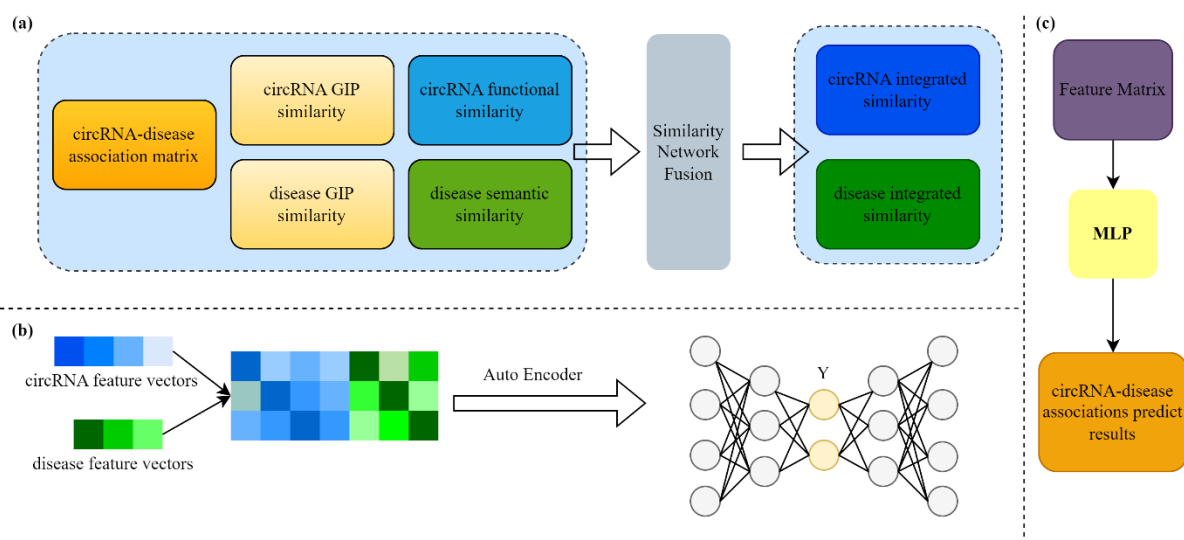 (a)
circRNA-disease
association matrix
circRNA GIP
similarity
circRNA functional
similarity
disease GIP
similarity
disease semantic
similarity
Similarity
Network
Fusion
circRNA integrated
similarity
disease integrated
similarity
(b)
circRNA feature vectors
disease feature vectors
Auto Encoder
Y
(c)
Feature Matrix
MLP
circRNA-disease
associations predict
results